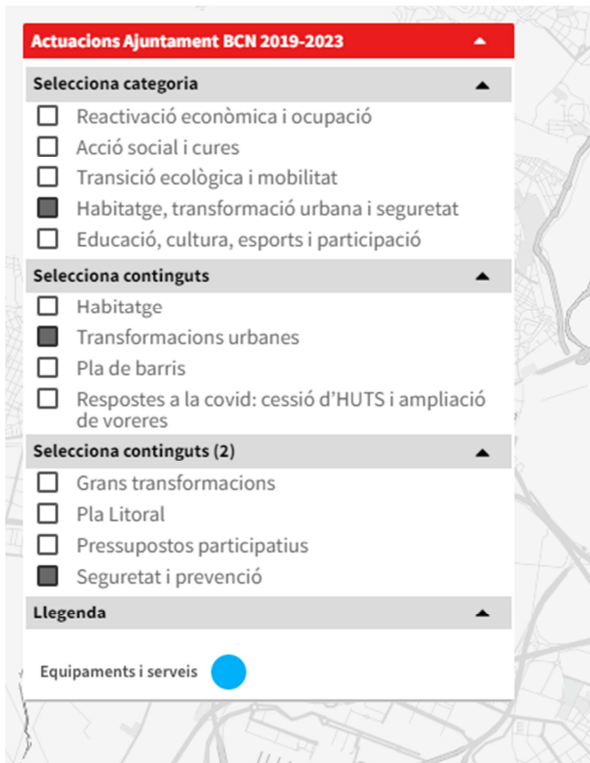 Actuacions Ajuntament BCN 2019-2023
Selecciona categoria
Reactivació econòmica i ocupació
Acció social i cures
Transició ecològica i mobilitat
Habitatge, transformació urbana i seguretat
Educació, cultura, esports i participació
Selecciona continguts
Habitatge
Transformacions urbanes
Pla de barris
Respostes a la covid: cessió d’HUTS i ampliació
de voreres
Selecciona continguts (2)
Grans transformacions
Pla Litoral
Pressupostos participatius
Seguretat i prevenció
Llegenda
Equipaments i serveis